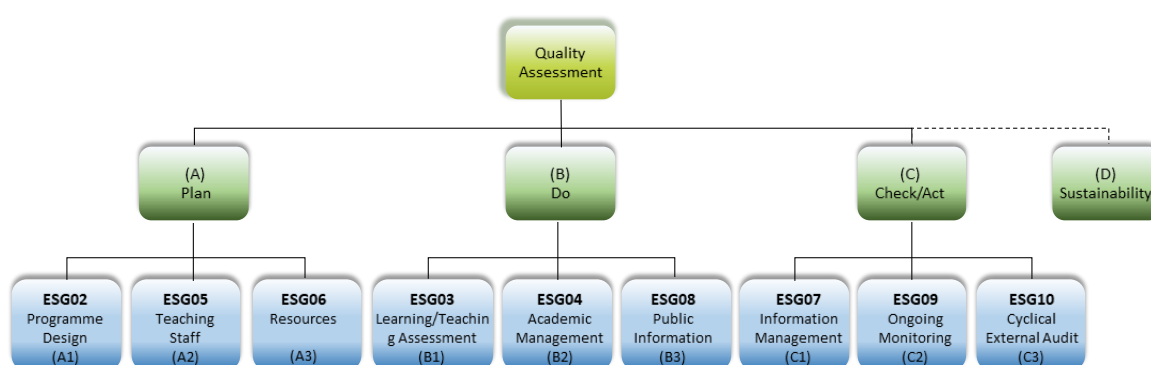 Quality
Assessment
(A)
Plan
(B)
Do
(C)
Check/Act
(D)
Sustainability
ESG02
Programme
Design
(A1)
ESG05
Teaching
Staff
(A2)
ESG06
Resources
(A3)
ESG03
Learning/Teachin
g Assessment
(B1)
ESG04
Academic
Management
(B2)
ESG08
Public
Information
(B3)
ESG07
Information
Management
(C1)
ESG09
Ongoing
Monitoring
(C2)
ESG10
Cyclical
External Audit
(C3)